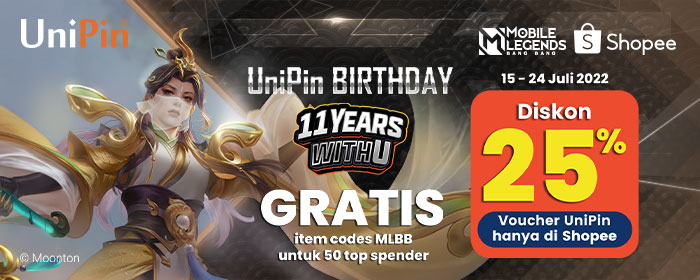 UniPin
MOBILE
LEGENDS
BANG BANG
S Shopee
UniPin BIRTHDAY
11 YEARS
WITH U
GRATIS
item codes MLBB
untuk 50 top spender
15 - 24 Juli 2022
Diskon
25%
Voucher UniPin
hanya di Shopee
© Moonton